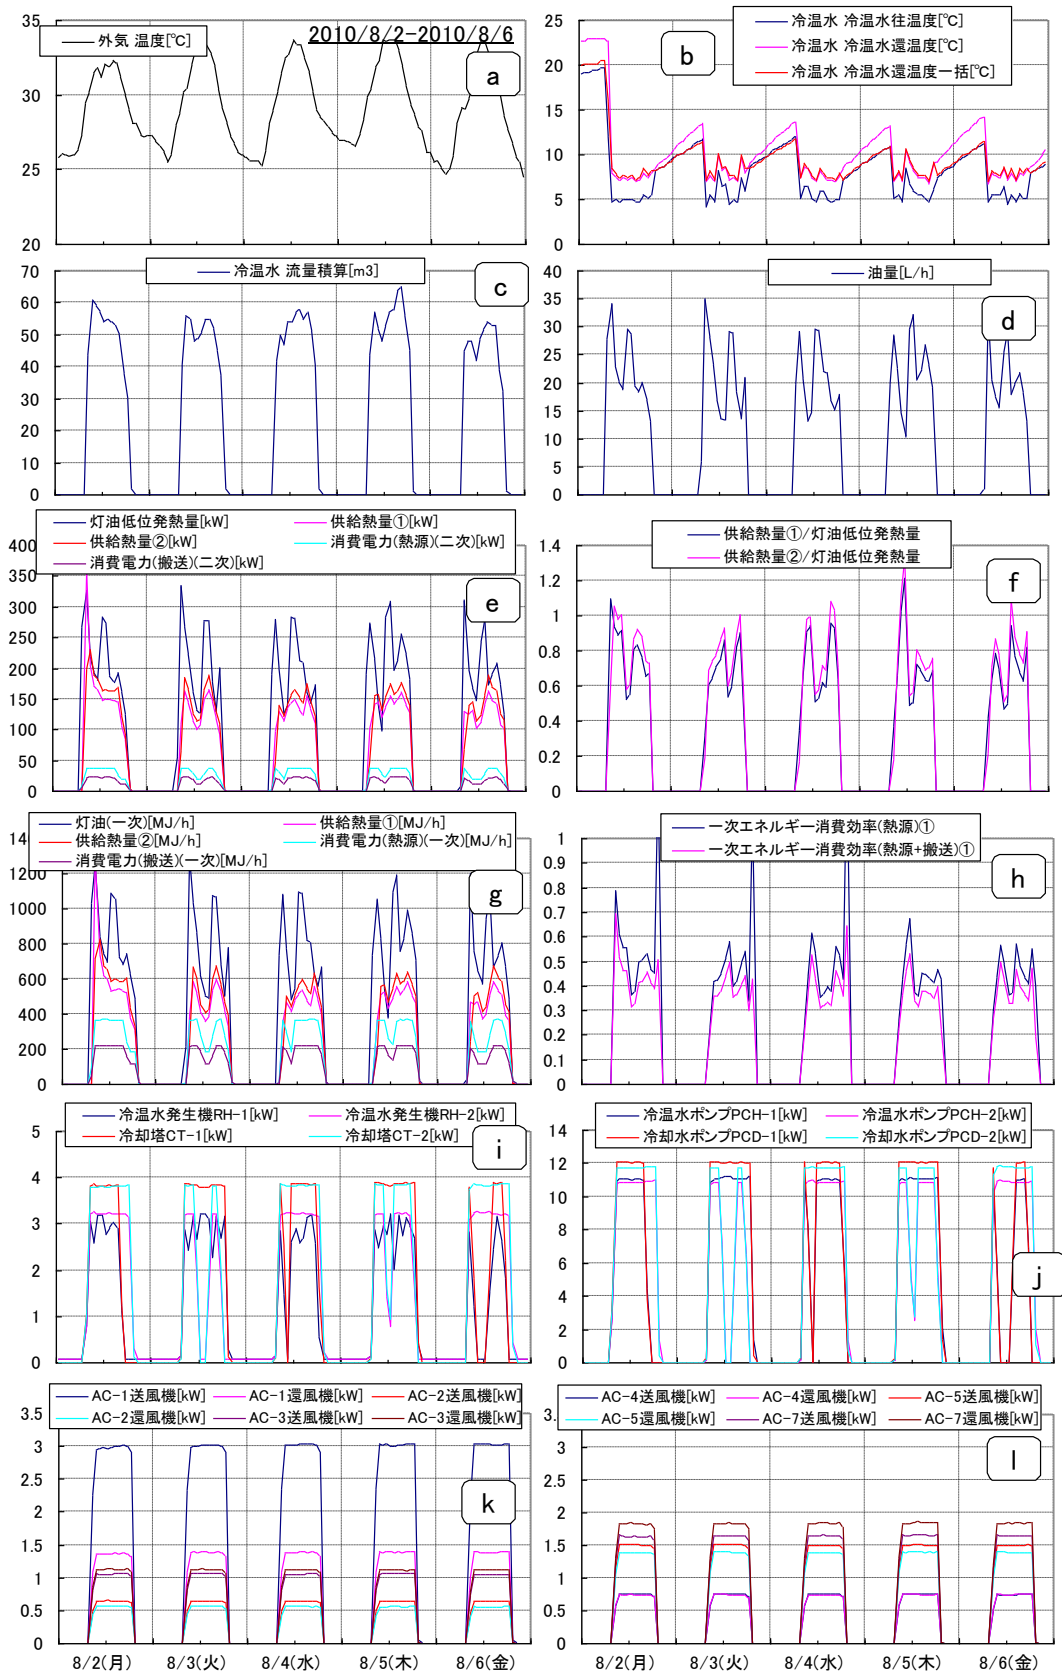 2010/8/2-2010/8/6
外気 温度[℃]
a
35
30
25
20
冷温水 冷温水往温度[℃]
冷温水 冷温水還温度[℃]
冷温水 冷温水還温度一括[℃]
b
25
20
15
10
5
0
冷温水 流量積算[m3]
c
70
60
50
40
30
20
10
0
油量[L/h]
d
40
35
30
25
20
15
10
5
0
灯油低位発熱量[kW] 供給熱量①[kW]
供給熱量②[kW] 消費電力(熱源)(二次)[kW]
消費電力(搬送)(二次)[kW]
e
400
350
300
250
200
150
100
50
0
供給熱量①/灯油低位発熱量
供給熱量②/灯油低位発熱量
f
1.4
1.2
1
0.8
0.6
0.4
0.2
0
灯油(一次)[MJ/h] 供給熱量①[MJ/h]
供給熱量②[MJ/h] 消費電力(熱源)(一次)[MJ/h]
消費電力(搬送)(一次)[MJ/h]
g
1200
1000
800
600
400
200
0
一次エネルギー消費効率(熱源)①
一次エネルギー消費効率(熱源+搬送)①
h
1
0.9
0.8
0.7
0.6
0.5
0.4
0.3
0.2
0.1
0
冷温水発生機RH-1[kW] 冷温水発生機RH-2[kW]
冷却塔CT-1[kW] 冷却塔CT-2[kW]
i
5
4
3
2
1
0
冷温水ポンプPCH-1[kW] 冷温水ポンプPCH-2[kW]
冷却水ポンプPCD-1[kW] 冷却水ポンプPCD-2[kW]
j
14
12
10
8
6
4
2
0
AC-1送風機[kW] AC-1還風機[kW] AC-2送風機[kW]
AC-2還風機[kW] AC-3送風機[kW] AC-3還風機[kW]
k
3.5
3
2.5
2
1.5
1
0.5
0
8/2(月) 8/3(火) 8/4(水) 8/5(木) 8/6(金)
AC-4送風機[kW] AC-4還風機[kW] AC-5送風機[kW]
AC-5還風機[kW] AC-7送風機[kW] AC-7還風機[kW]
l
3
2.5
2
1.5
1
0.5
0
8/2(月) 8/3(火) 8/4(水) 8/5(木) 8/6(金)